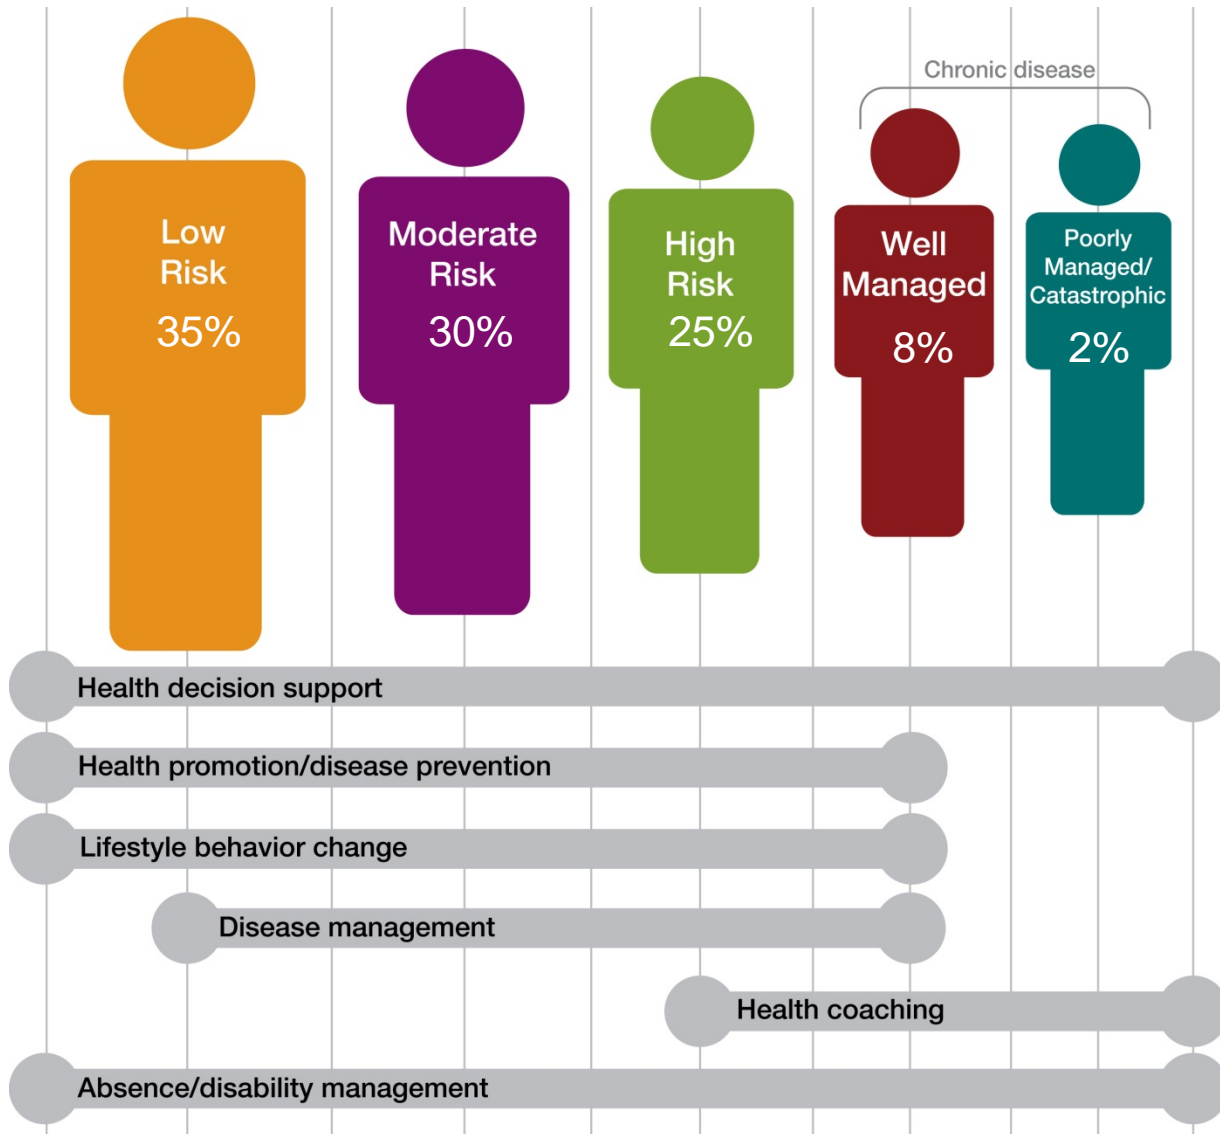 Chronic disease
Low
Risk
35%
Moderate
Risk
30%
High
Risk
25%
Well
Managed
8%
Poorly
Managed/
Catastrophic
2%
Health decision support
Health promotion/disease prevention
Lifestyle behavior change
Disease management
Health coaching
Absence/disability management